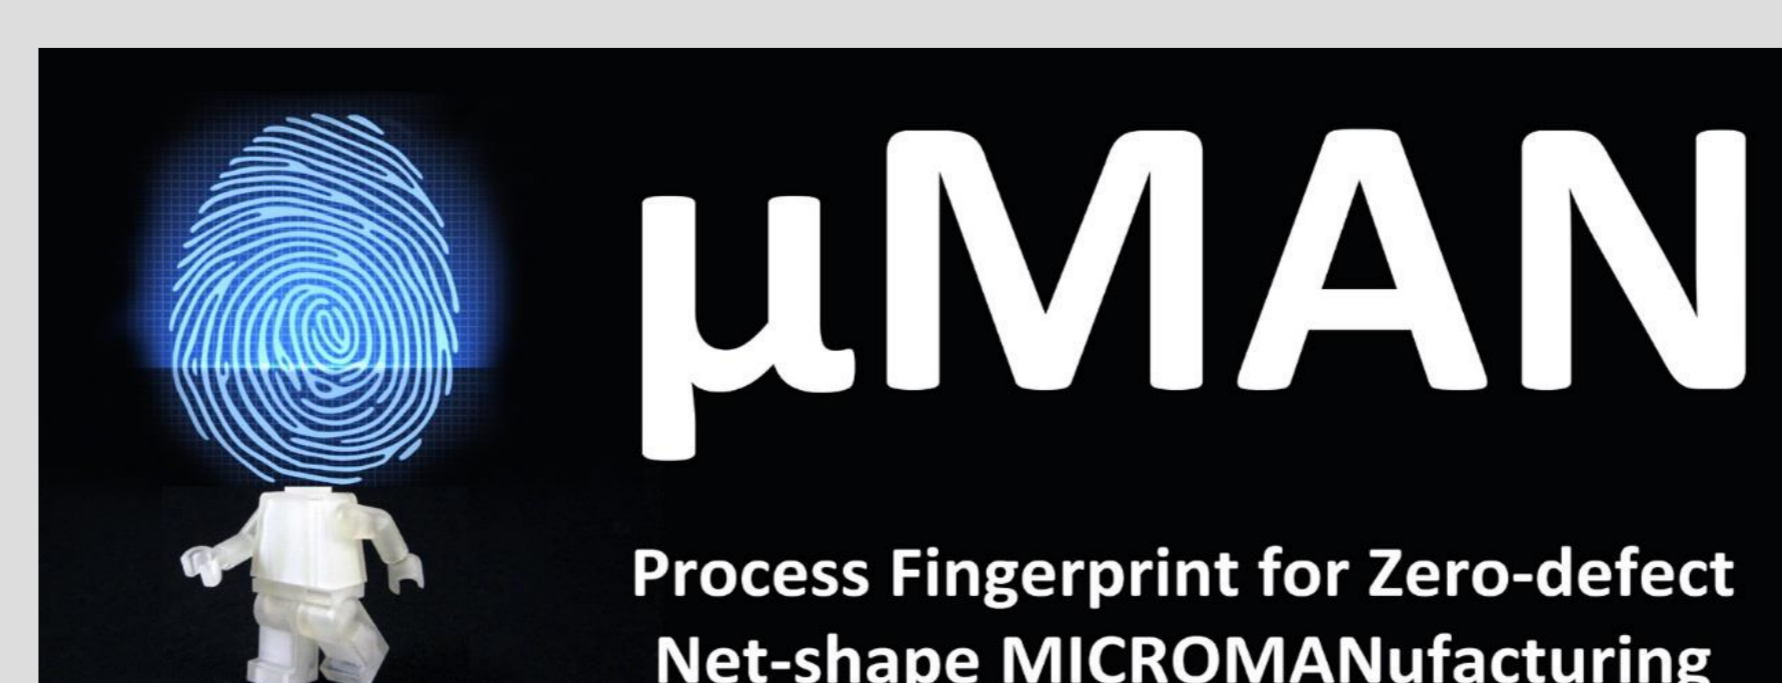 µMAN
Process Fingerprint for Zero-defect
Net-shape MICROMANufacturing